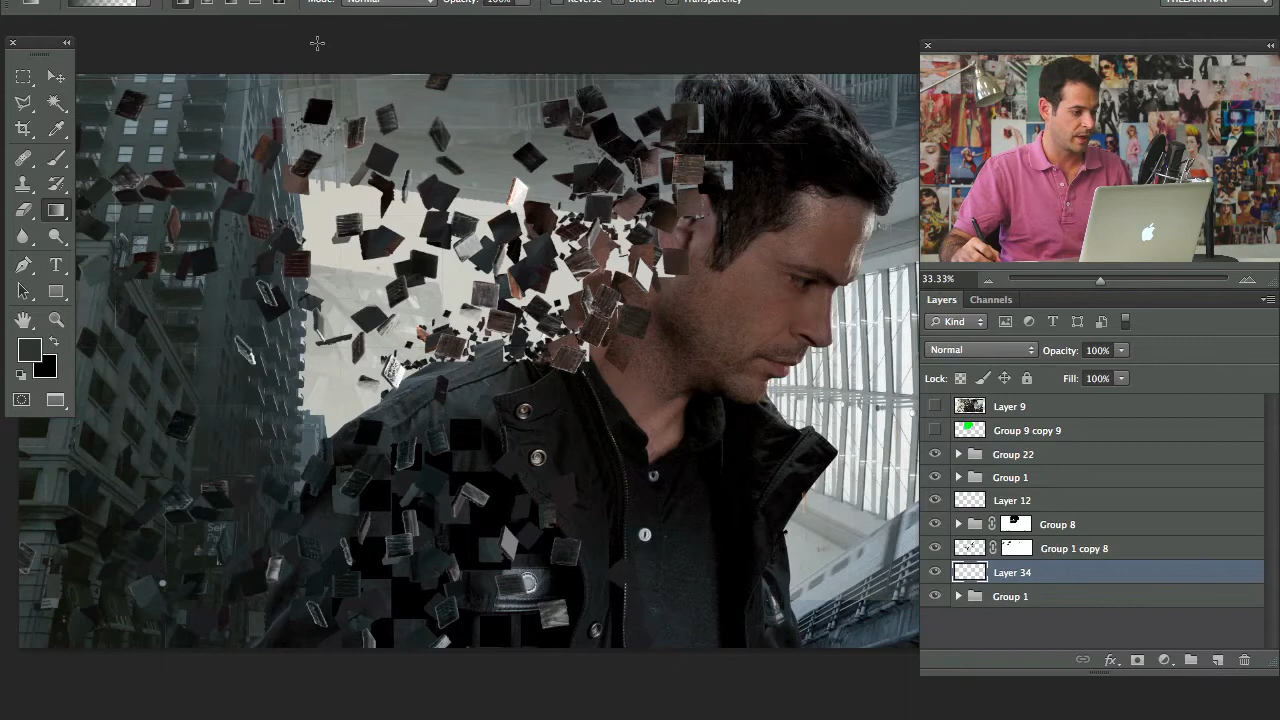 Mode: Normal Opacity: 100% Reverse Dither Transparency
33.33%
Layers Channels
Kind
Normal Opacity: 100%
Lock: Fill: 100%
Layer 9
Group 9 copy 9
Group 22
Group 1
Layer 12
Group 8
Group 1 copy 8
Layer 34
Group 1
fx
T